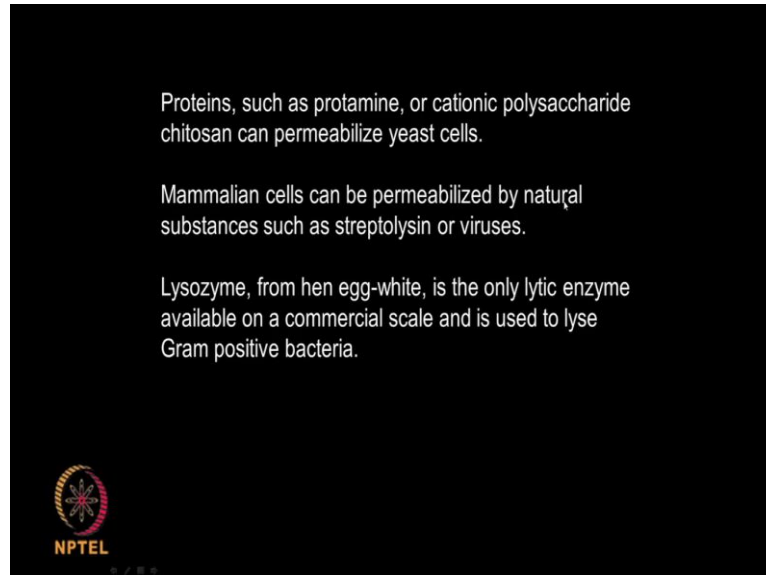 Proteins, such as protamine, or cationic polysaccharide
chitosan can permeabilize yeast cells.
Mammalian cells can be permeabilized by natural
substances such as streptolysin or viruses.
Lysozyme, from hen egg-white, is the only lytic enzyme
available on a commercial scale and is used to lyse
Gram positive bacteria.
NPTEL